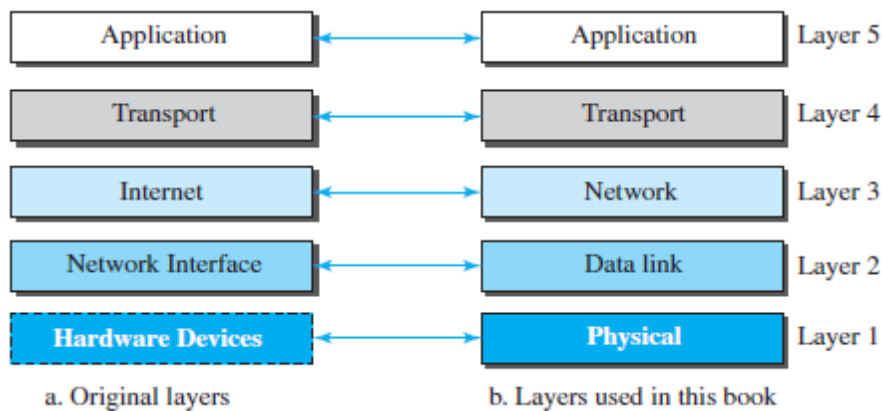 Application Application Layer 5
Transport Transport Layer 4
Internet Network Layer 3
Network Interface Data link Layer 2
Hardware Devices Physical Layer 1
a. Original layers b. Layers used in this book